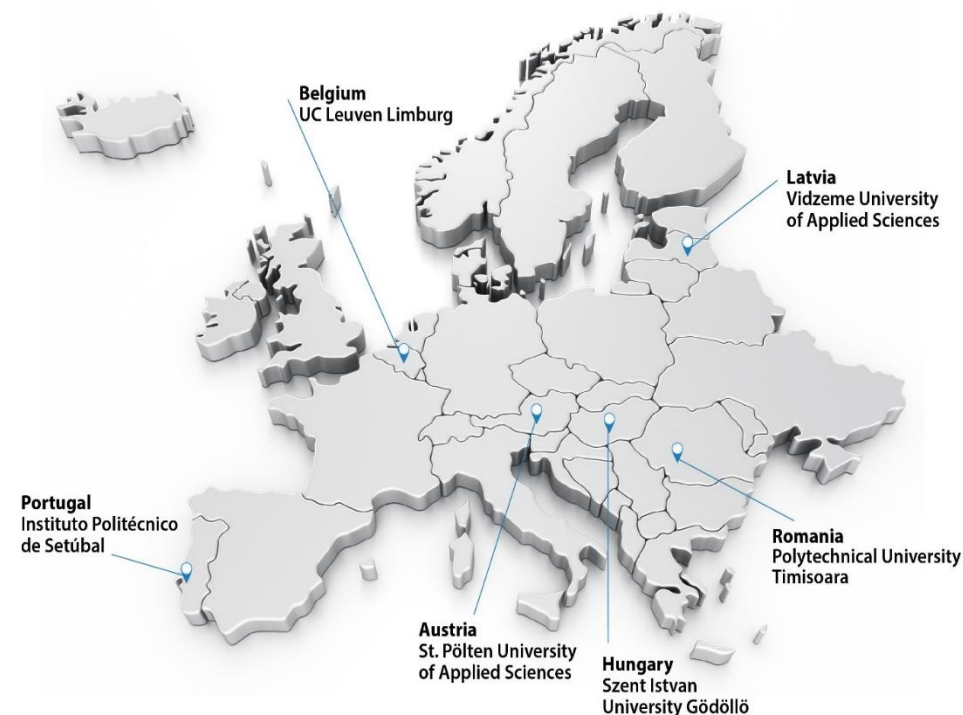 Belgium
UC Leuven Limburg
Latvia
Vidzeme University
of Applied Sciences
Portugal
Instituto Politécnico
de Setúbal
Romania
Polytechnical University
Timisoara
Austria
St. Pölten University
of Applied Sciences
Hungary
Szent Istvan
University Gödöllö